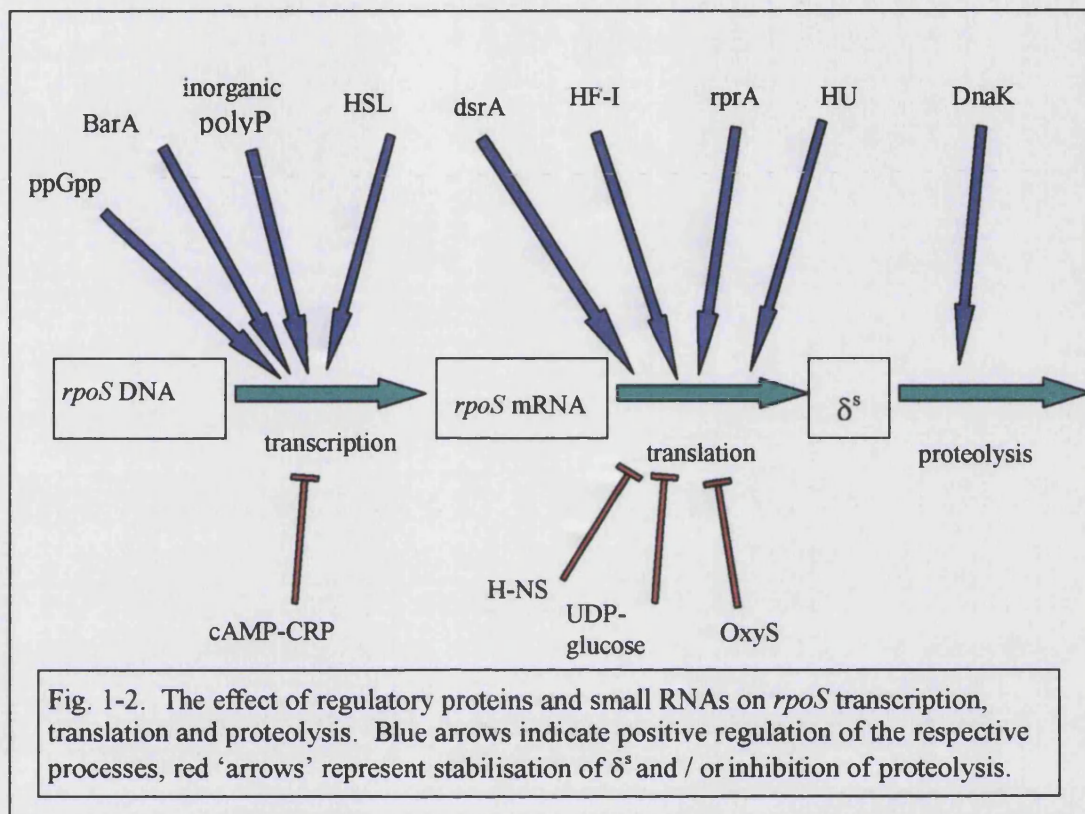 inorganic
polyP
HSL
BarA
ppGpp
dsrA
HF-I
rprA
HU
DnaK
rpoS DNA
transcription
rpoS mRNA
translation
δˢ
proteolysis
cAMP-CRP
H-NS
UDP-
glucose
OxyS
Fig. 1-2. The effect of regulatory proteins and small RNAs on rpoS transcription,
translation and proteolysis. Blue arrows indicate positive regulation of the respective
processes, red ‘arrows’ represent stabilisation of δˢ and / or inhibition of proteolysis.